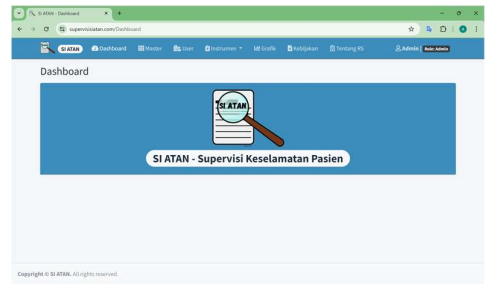 SI ATAN - Dashboard
supervisisiatan.com/Dashboard
SI ATAN Dashboard Master User Instrumen Grafik Kebijakan Tentang RS Admin Role: Admin
Dashboard
SI ATAN
SI ATAN - Supervisi Keselamatan Pasien
Copyright © SI ATAN. All rights reserved.